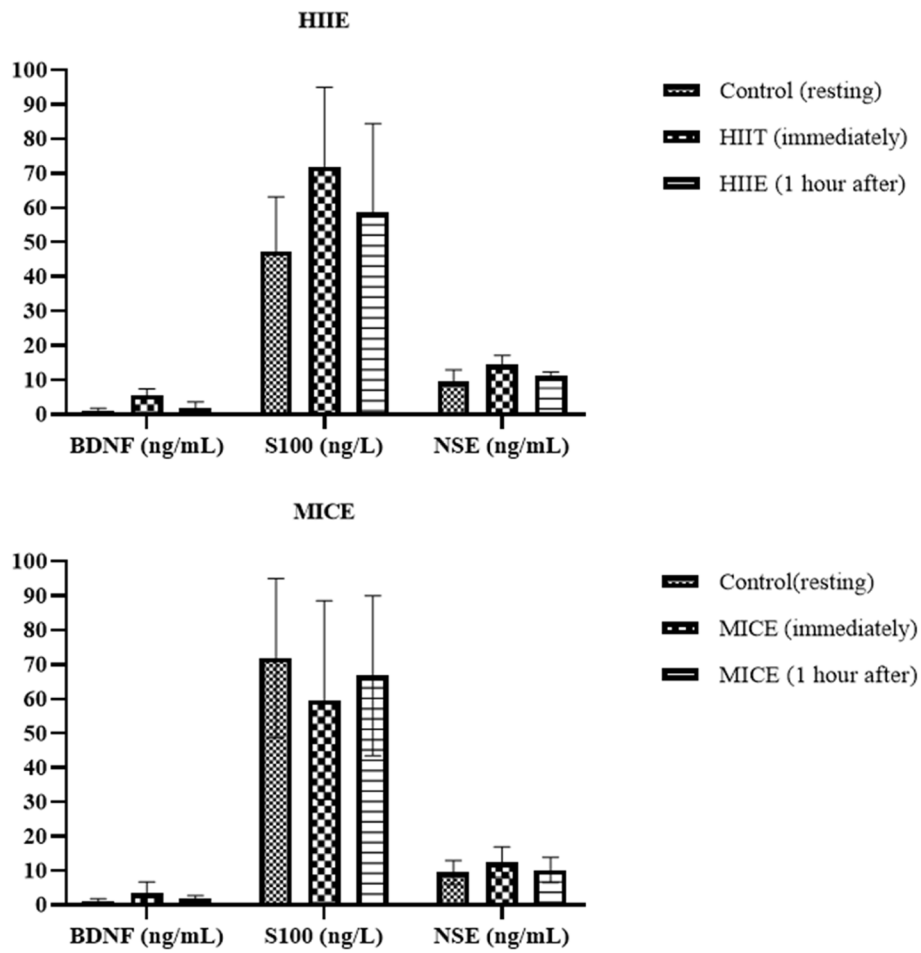 HIIE
100
90
80
70
60
50
40
30
20
10
0
BDNF (ng/mL) S100 (ng/L) NSE (ng/mL)
Control (resting)
HIIT (immediately)
HIIE (1 hour after)
MICE
100
90
80
70
60
50
40
30
20
10
0
BDNF (ng/mL) S100 (ng/L) NSE (ng/mL)
Control(resting)
MICE (immediately)
MICE (1 hour after)